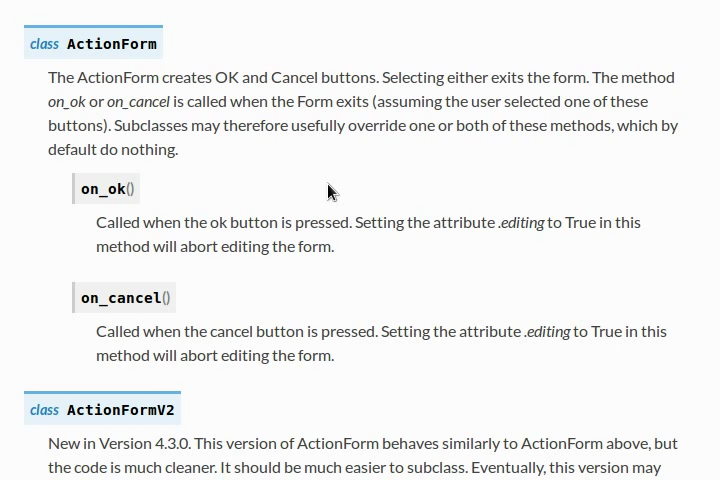 class ActionForm
The ActionForm creates OK and Cancel buttons. Selecting either exits the form. The method
on_ok or on_cancel is called when the Form exits (assuming the user selected one of these
buttons). Subclasses may therefore usefully override one or both of these methods, which by
default do nothing.
on_ok()
Called when the ok button is pressed. Setting the attribute .editing to True in this
method will abort editing the form.
on_cancel()
Called when the cancel button is pressed. Setting the attribute .editing to True in this
method will abort editing the form.
class ActionFormV2
New in Version 4.3.0. This version of ActionForm behaves similarly to ActionForm above, but
the code is much cleaner. It should be much easier to subclass. Eventually, this version may